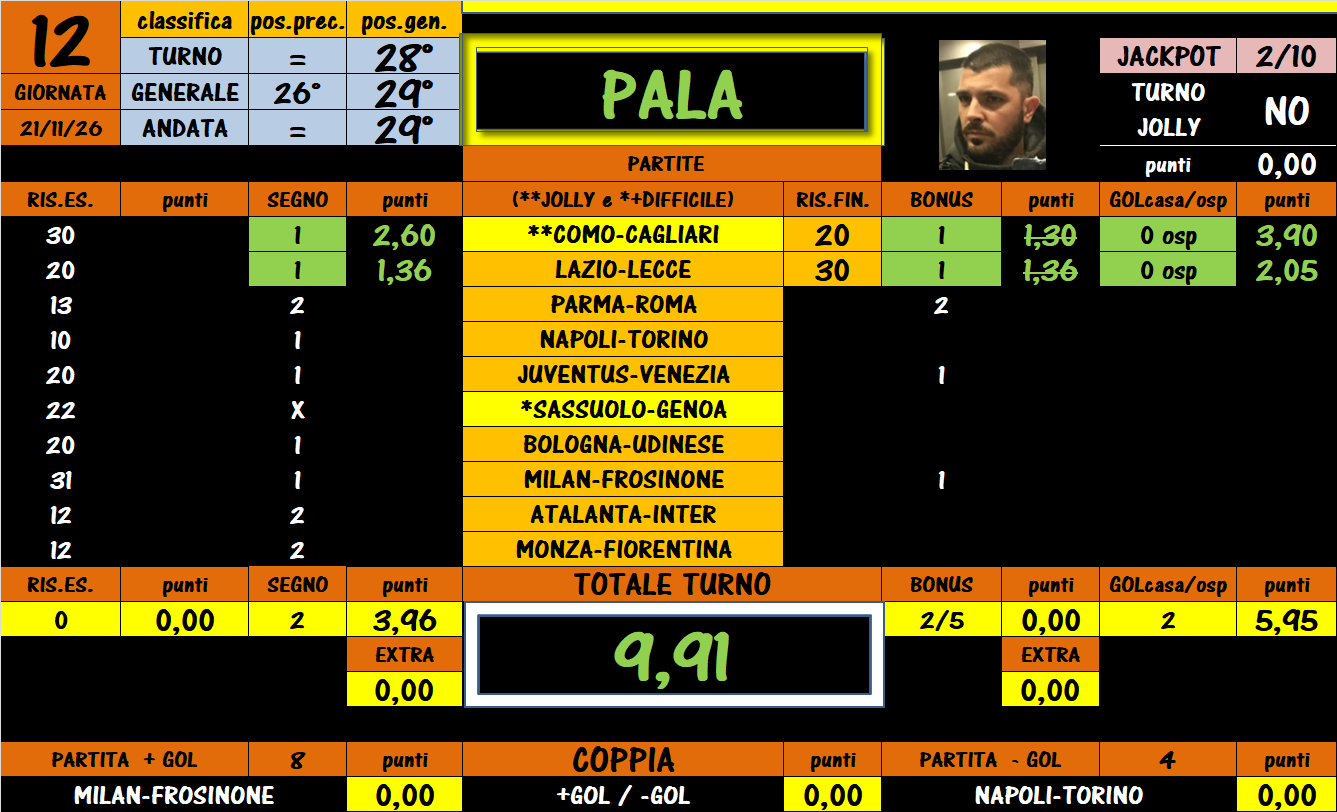 12 classifica pos.prec. pos.gen.
TURNO = 28°
GIORNATA GENERALE 26° 29°
21/11/26 ANDATA = 29°
PALA
JACKPOT 2/10
TURNO JOLLY NO
punti 0,00
PARTITE
RIS.ES. punti SEGNO punti (**JOLLY e *+DIFFICILE) RIS.FIN. BONUS punti GOLcasa/osp punti
30 1 2,60 **COMO-CAGLIARI 20 1 1,30 0 osp 3,90
20 1 1,36 LAZIO-LECCE 30 1 1,36 0 osp 2,05
13 2 PARMA-ROMA 2
10 1 NAPOLI-TORINO
20 1 JUVENTUS-VENEZIA 1
22 X *SASSUOLO-GENOA
20 1 BOLOGNA-UDINESE
31 1 MILAN-FROSINONE 1
12 2 ATALANTA-INTER
12 2 MONZA-FIORENTINA
RIS.ES. punti SEGNO punti TOTALE TURNO BONUS punti GOLcasa/osp punti
0 0,00 2 3,96 9,91 2/5 0,00 2 5,95
EXTRA EXTRA
0,00 0,00
PARTITA + GOL 8 punti COPPIA punti PARTITA - GOL 4 punti
MILAN-FROSINONE 0,00 +GOL / -GOL 0,00 NAPOLI-TORINO 0,00